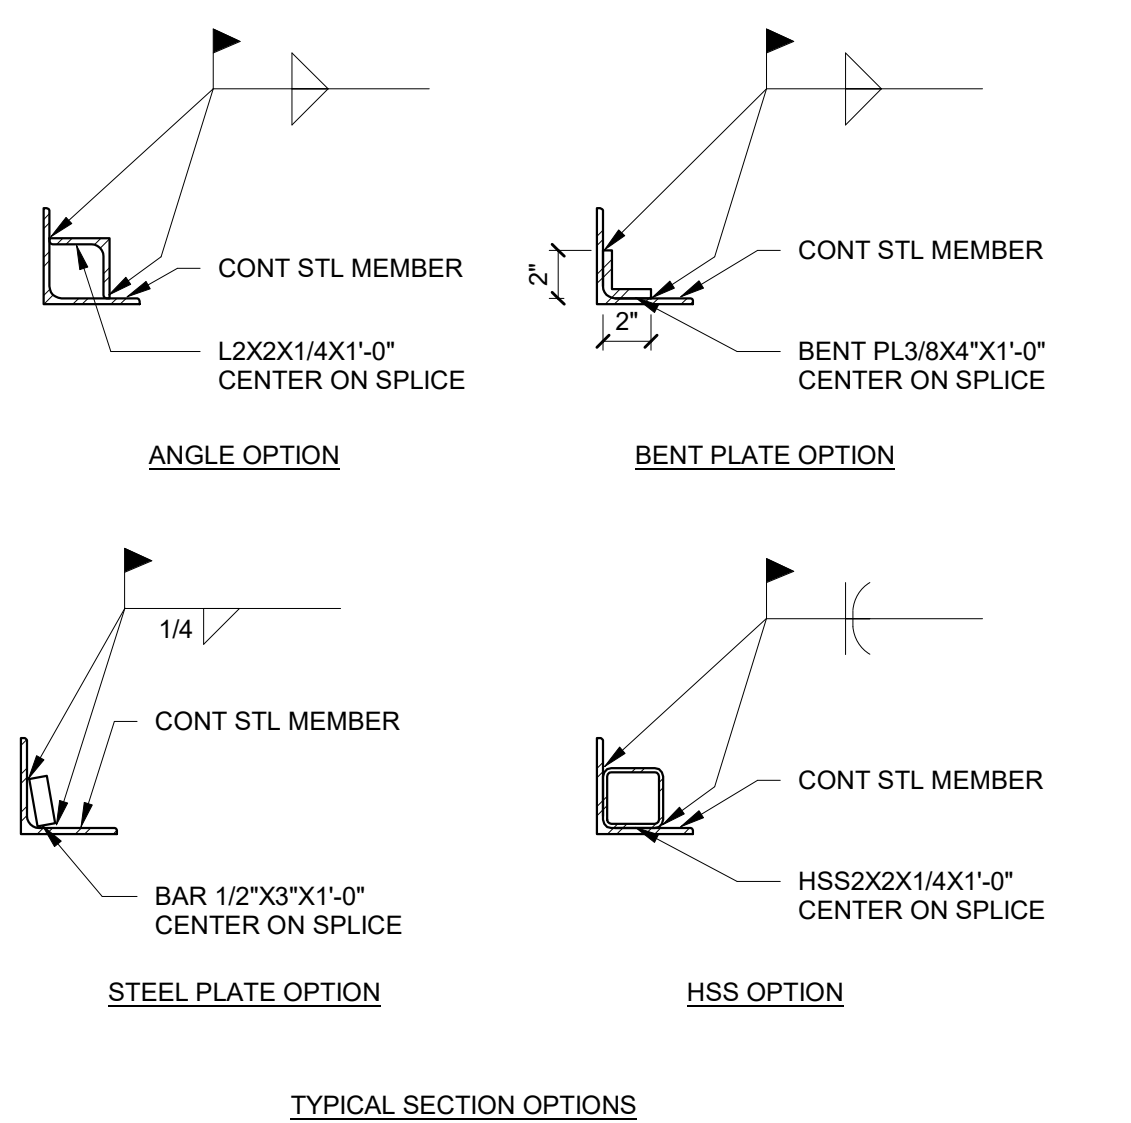 CONT STL MEMBER
L2X2X1/4X1'-0"
CENTER ON SPLICE
ANGLE OPTION
2"
2"
CONT STL MEMBER
BENT PL3/8X4"X1'-0"
CENTER ON SPLICE
BENT PLATE OPTION
1/4
CONT STL MEMBER
BAR 1/2"X3"X1'-0"
CENTER ON SPLICE
STEEL PLATE OPTION
CONT STL MEMBER
HSS2X2X1/4X1'-0"
CENTER ON SPLICE
HSS OPTION
TYPICAL SECTION OPTIONS